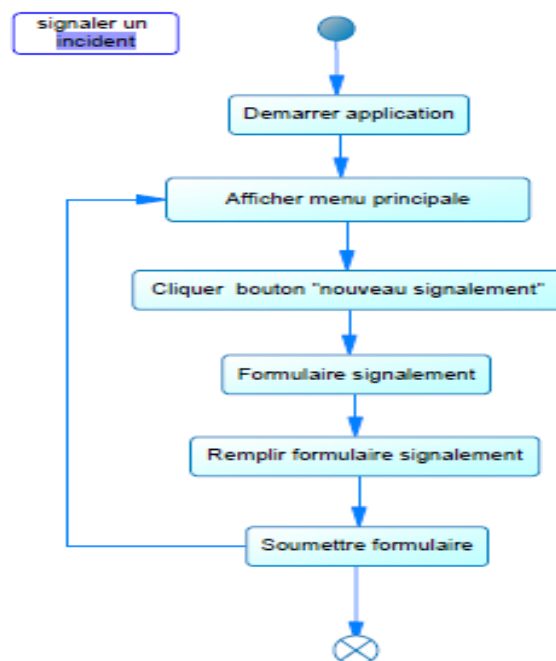 signaler un
incident
Demarrer application
Afficher menu principale
Cliquer bouton "nouveau signalement"
Formulaire signalement
Remplir formulaire signalement
Soumettre formulaire